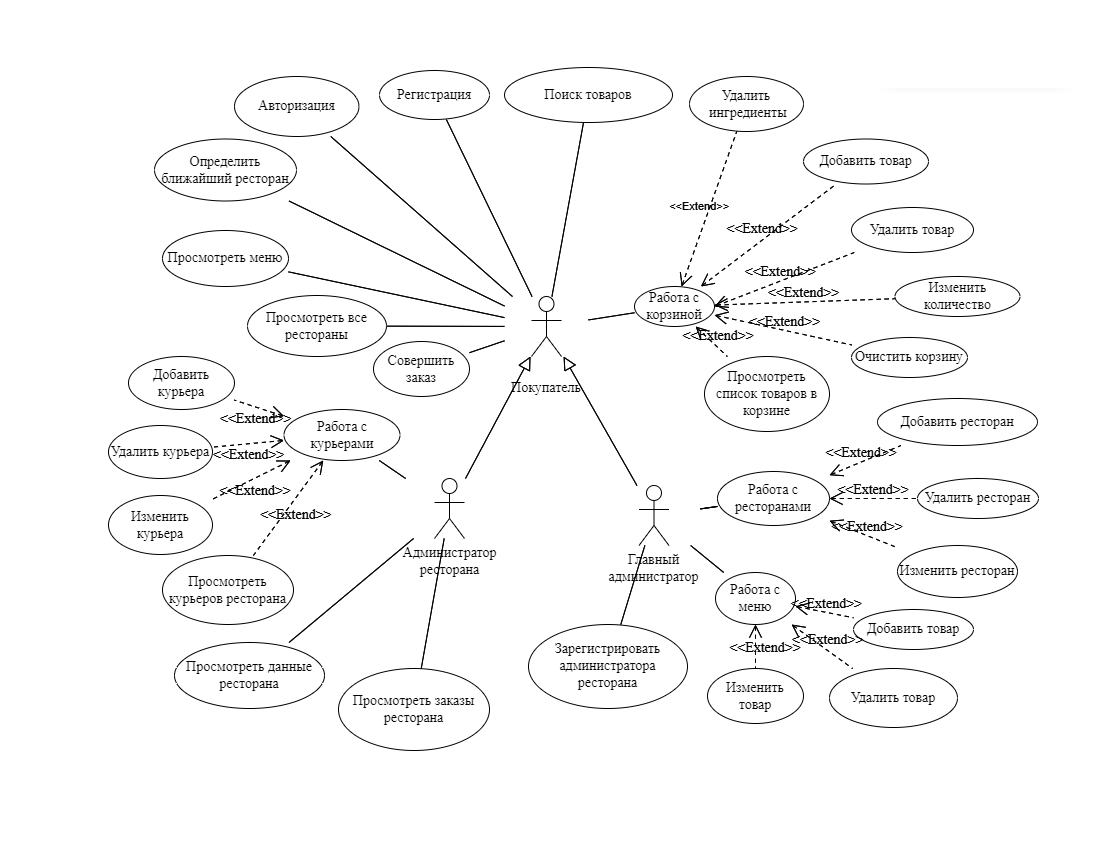 Авторизация
Регистрация
Поиск товаров
Удалить
ингредиенты
Определить
ближайший ресторан
Добавить товар
<<Extend>>
<<Extend>>
Удалить товар
Просмотреть меню
<<Extend>>
<<Extend>>
Изменить
количество
Просмотреть все
рестораны
Работа с
корзиной
<<Extend>>
<<Extend>>
Очистить корзину
Совершить
заказ
Покупатель
Просмотреть
список товаров в
корзине
Добавить
курьера
<<Extend>>
Работа с
курьерами
Удалить курьера
<<Extend>>
<<Extend>>
<<Extend>>
Изменить
курьера
Просмотреть
курьеров ресторана
Администратор
ресторана
Главный
администратор
Добавить ресторан
<<Extend>>
Работа с
ресторанами
<<Extend>>
Удалить ресторан
<<Extend>>
Изменить ресторан
Работа с
меню
<<Extend>>
Добавить товар
<<Extend>>
<<Extend>>
Изменить
товар
Удалить товар
Просмотреть данные
ресторана
Просмотреть заказы
ресторана
Зарегистрировать
администратора
ресторана